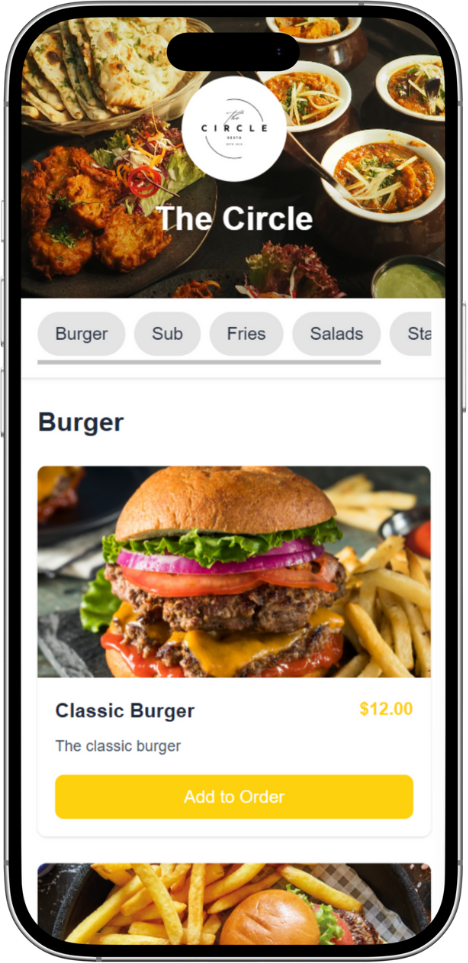 the
CIRCLE
RESTO
The Circle
Burger
Sub
Fries
Salads
Sta
Burger
Classic Burger
$12.00
The classic burger
Add to Order